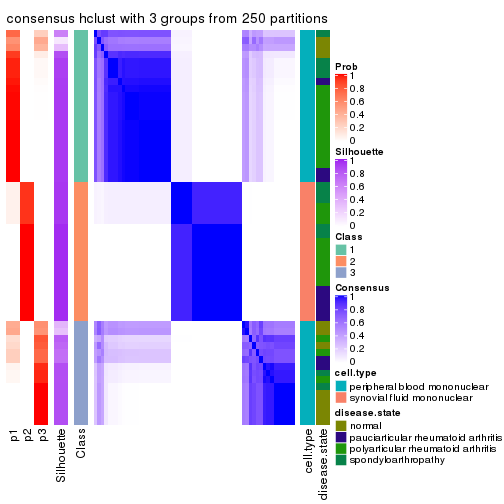 consensus hclust with 3 groups from 250 partitions
Prob
1
0.8
0.6
0.4
0.2
0
Silhouette
1
0.8
0.6
0.4
0.2
0
Class
1
2
3
Consensus
1
0.8
0.6
0.4
0.2
0
cell.type
peripheral blood mononuclear
synovial fluid mononuclear
disease.state
normal
pauciarticular rheumatoid arthritis
polyarticular rheumatoid arthritis
spondyloarthropathy
p1
p2
p3
Silhouette
Class
cell.type
disease.state